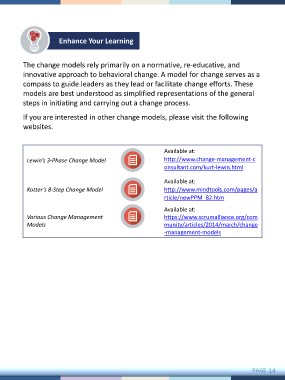 Enhance Your Learning
The change models rely primarily on a normative, re-educative, and
innovative approach to behavioral change. A model for change serves as a
compass to guide leaders as they lead or facilitate change efforts. These
models are best understood as simplified representations of the general
steps in initiating and carrying out a change process.
If you are interested in other change models, please visit the following
websites.
Lewin's 3-Phase Change Model
Available at:
http://www.change-management-c
onsultant.com/kurt-lewin.html
Kotter's 8-Step Change Model
Available at:
http://www.mindtools.com/pages/a
rticle/newPPM_82.htm
Various Change Management
Models
Available at:
https://www.scrumalliance.org/com
munity/articles/2014/march/change
-management-models
PAGE 14